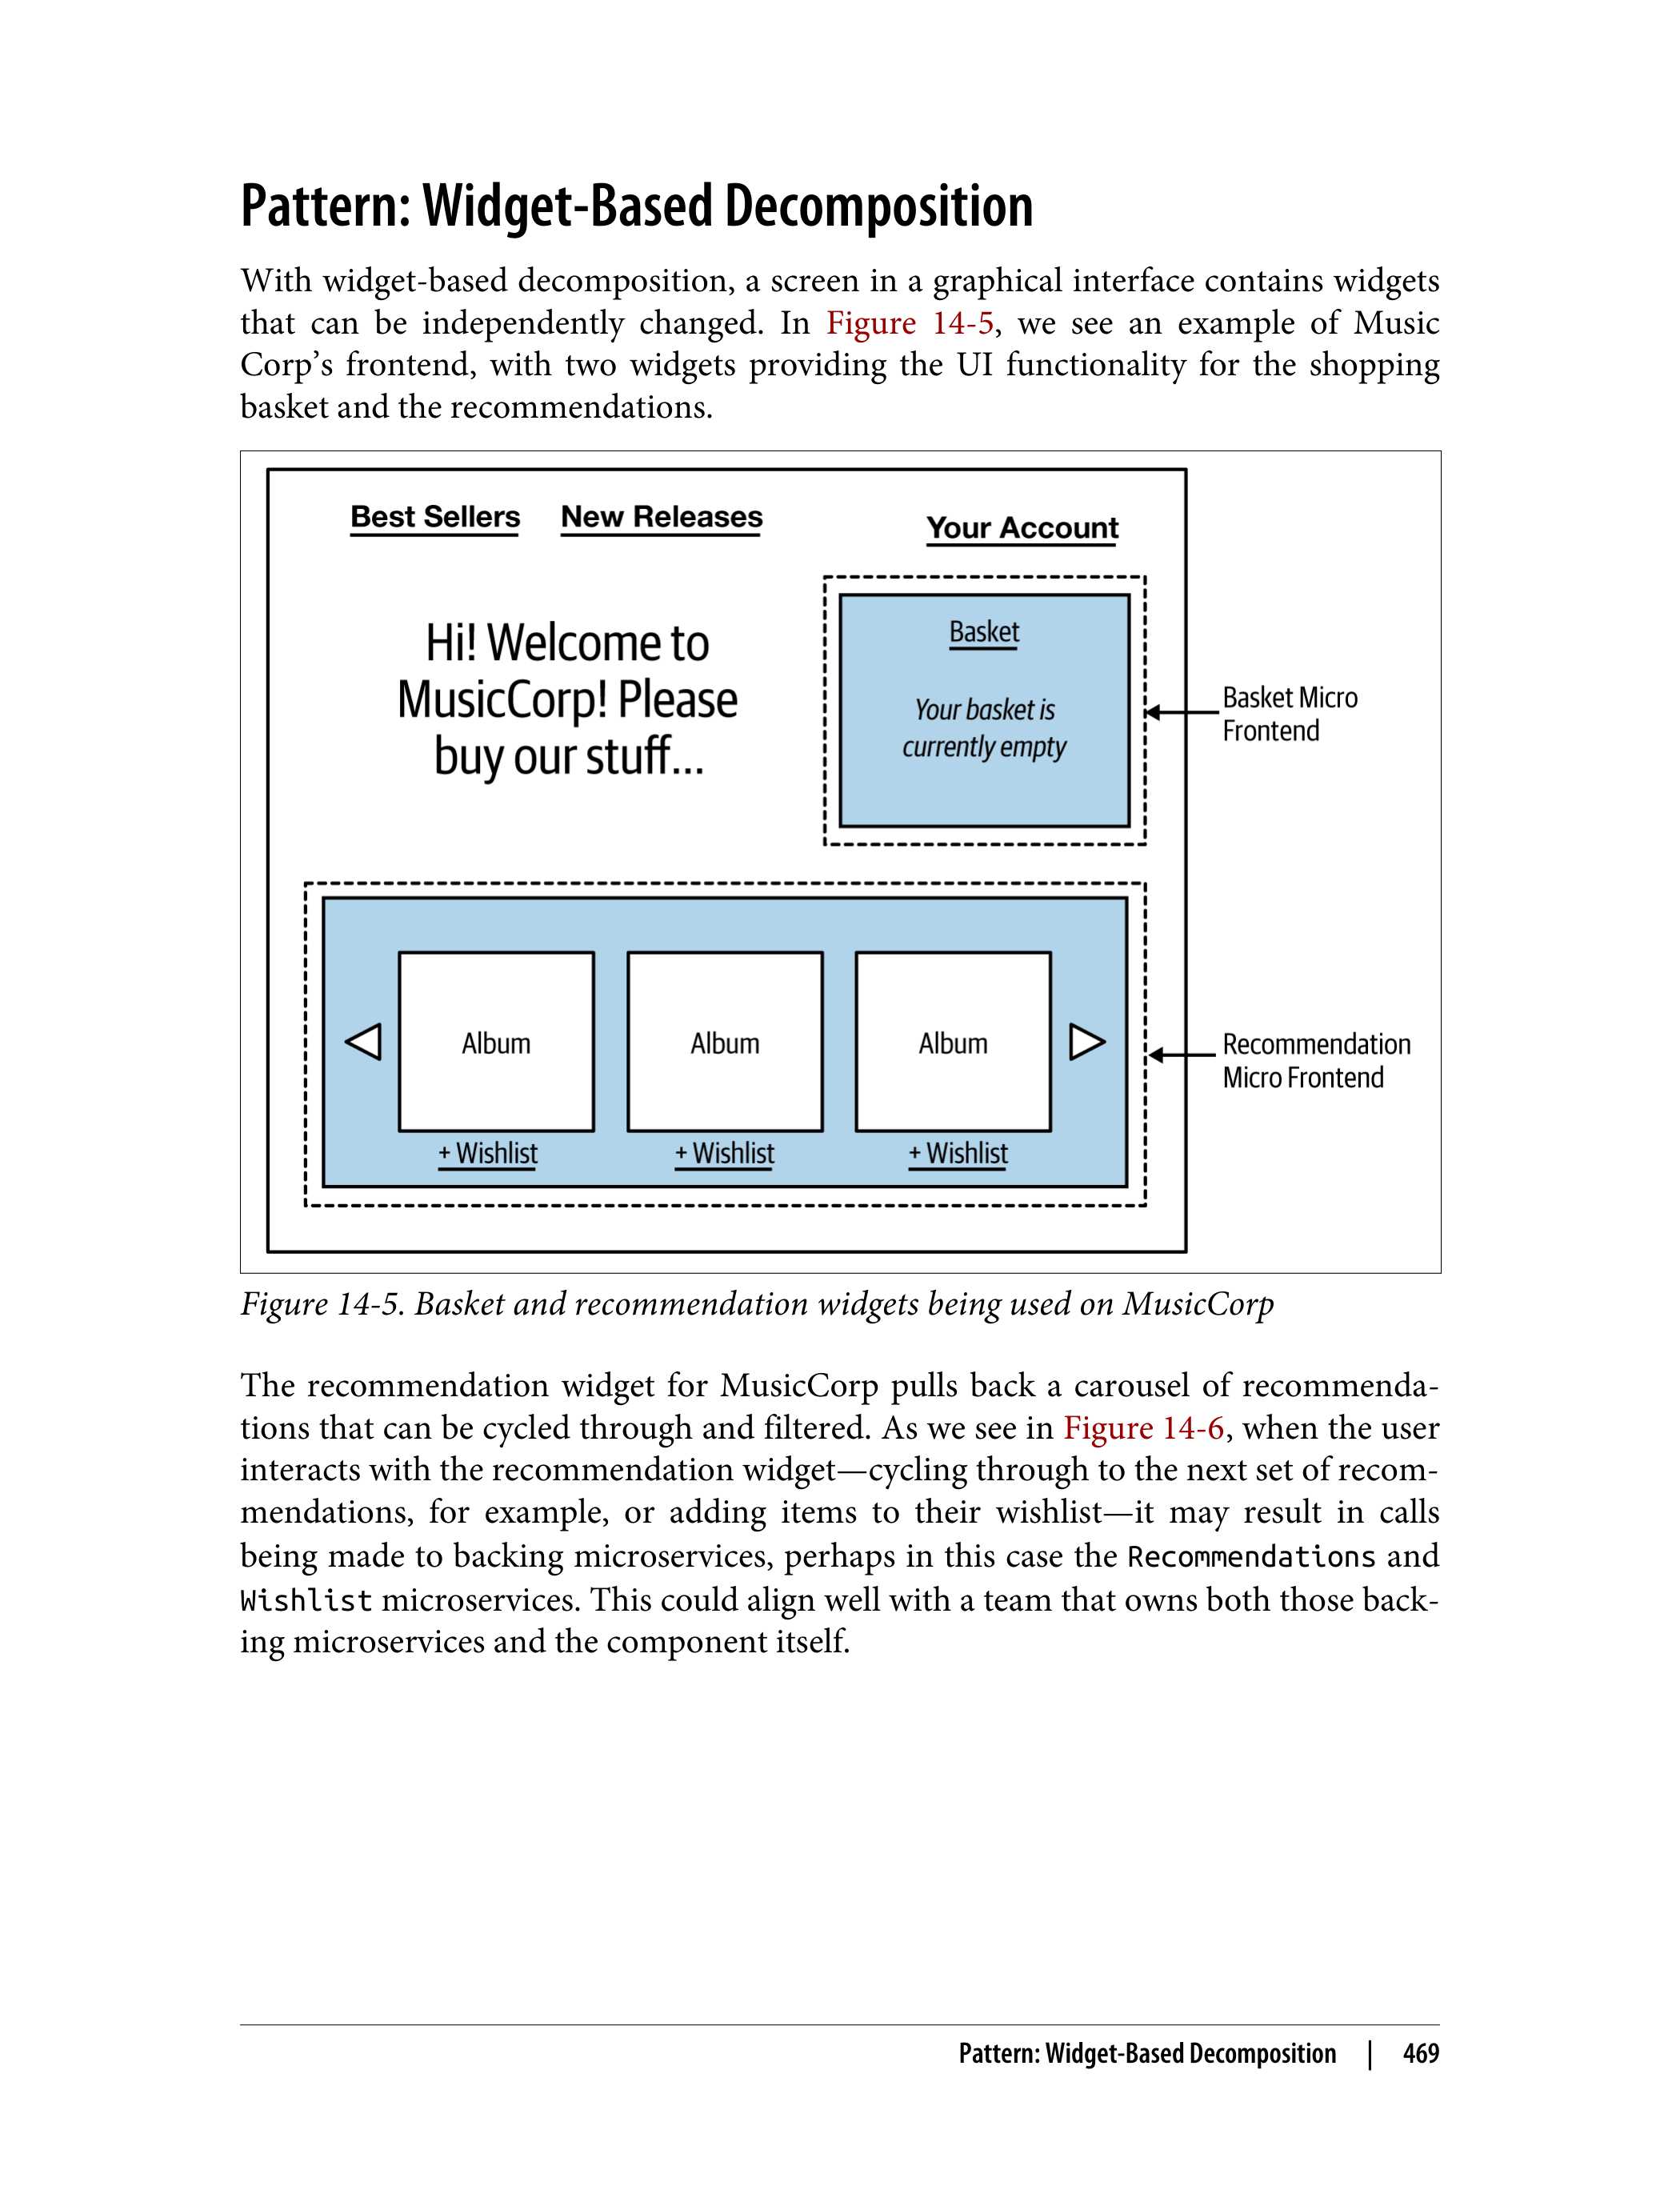 Pattern: Widget-Based Decomposition
With widget-based decomposition, a screen in a graphical interface contains widgets
that can be independently changed. In Figure 14-5, we see an example of Music
Corp’s frontend, with two widgets providing the UI functionality for the shopping
basket and the recommendations.
Best Sellers New Releases Your Account
Hi! Welcome to
MusicCorp! Please
buy our stuff...
Basket
Your basket is
currently empty
Basket Micro
Frontend
Album Album Album
+ Wishlist + Wishlist + Wishlist
Recommendation
Micro Frontend
Figure 14-5. Basket and recommendation widgets being used on MusicCorp
The recommendation widget for MusicCorp pulls back a carousel of recommenda-
tions that can be cycled through and filtered. As we see in Figure 14-6, when the user
interacts with the recommendation widget—cycling through to the next set of recom-
mendations, for example, or adding items to their wishlist—it may result in calls
being made to backing microservices, perhaps in this case the Recommendations and
Wishlist microservices. This could align well with a team that owns both those back-
ing microservices and the component itself.
Pattern: Widget-Based Decomposition | 469